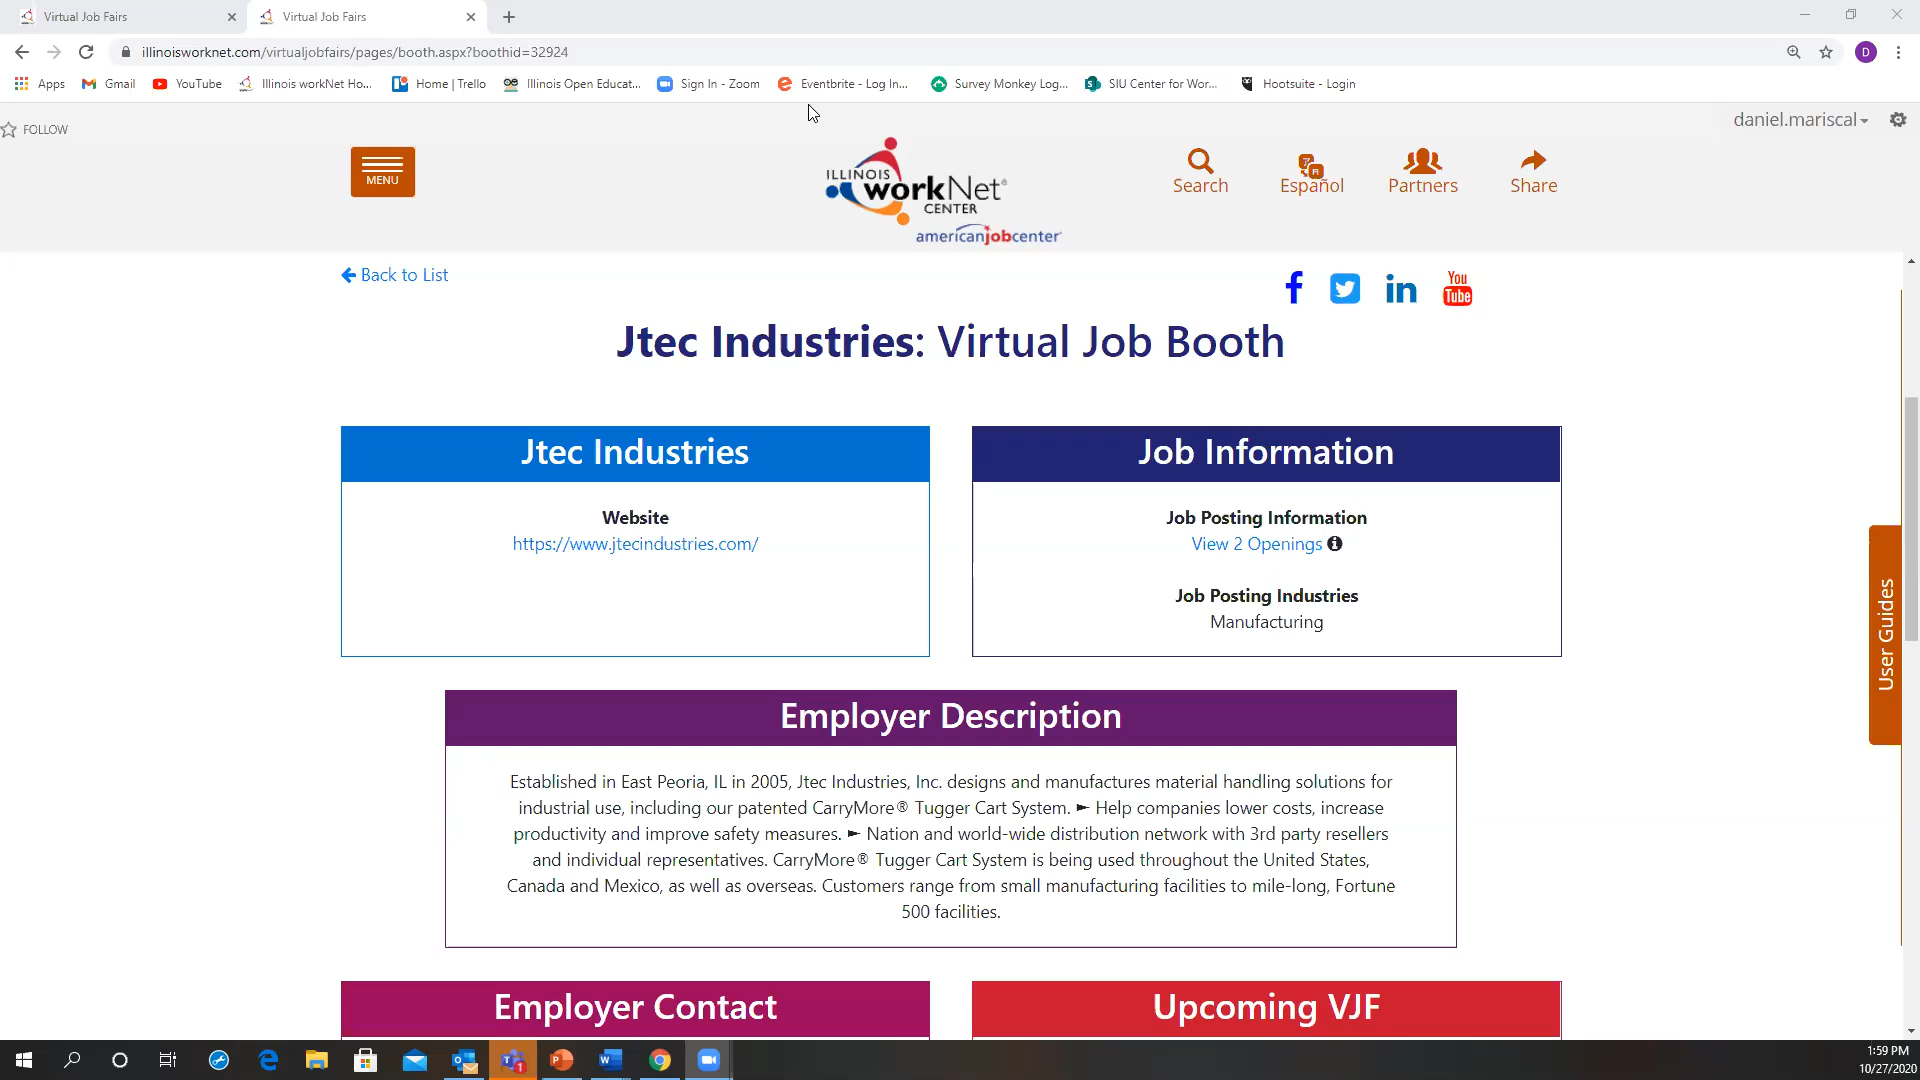 Virtual Job Fairs
Virtual Job Fairs
illinoisworknet.com/virtualjobfairs/pages/booth.aspx?boothid=32924
D
Apps Gmail YouTube Illinois workNet Ho... Home | Trello Illinois Open Educat... Sign In - Zoom Eventbrite - Log In... Survey Monkey Log... SIU Center for Wor... Hootsuite - Login
FOLLOW
daniel.mariscal
MENU
ILLINOIS
workNet®
CENTER
americanjobcenter
Search Español Partners Share
Back to List
You
Tube
Jtec Industries: Virtual Job Booth
Jtec Industries
Website
https://www.jtecindustries.com/
Job Information
Job Posting Information
View 2 Openings
Job Posting Industries
Manufacturing
User Guides
Employer Description
Established in East Peoria, IL in 2005, Jtec Industries, Inc. designs and manufactures material handling solutions for
industrial use, including our patented CarryMore® Tugger Cart System. ► Help companies lower costs, increase
productivity and improve safety measures. ► Nation and world-wide distribution network with 3rd party resellers
and individual representatives. CarryMore® Tugger Cart System is being used throughout the United States,
Canada and Mexico, as well as overseas. Customers range from small manufacturing facilities to mile-long, Fortune
500 facilities.
Employer Contact
Upcoming VJF
1:59 PM
10/27/2020